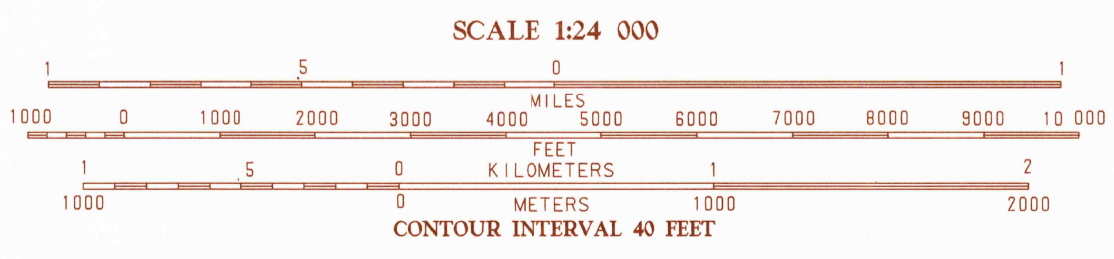 SCALE 1:24 000
1 .5 0 1
MILES
1000 0 1000 2000 3000 4000 5000 6000 7000 8000 9000 10 000
FEET
1 .5 0 KILOMETERS 1 2
1000 0 METERS 1000 2000
CONTOUR INTERVAL 40 FEET